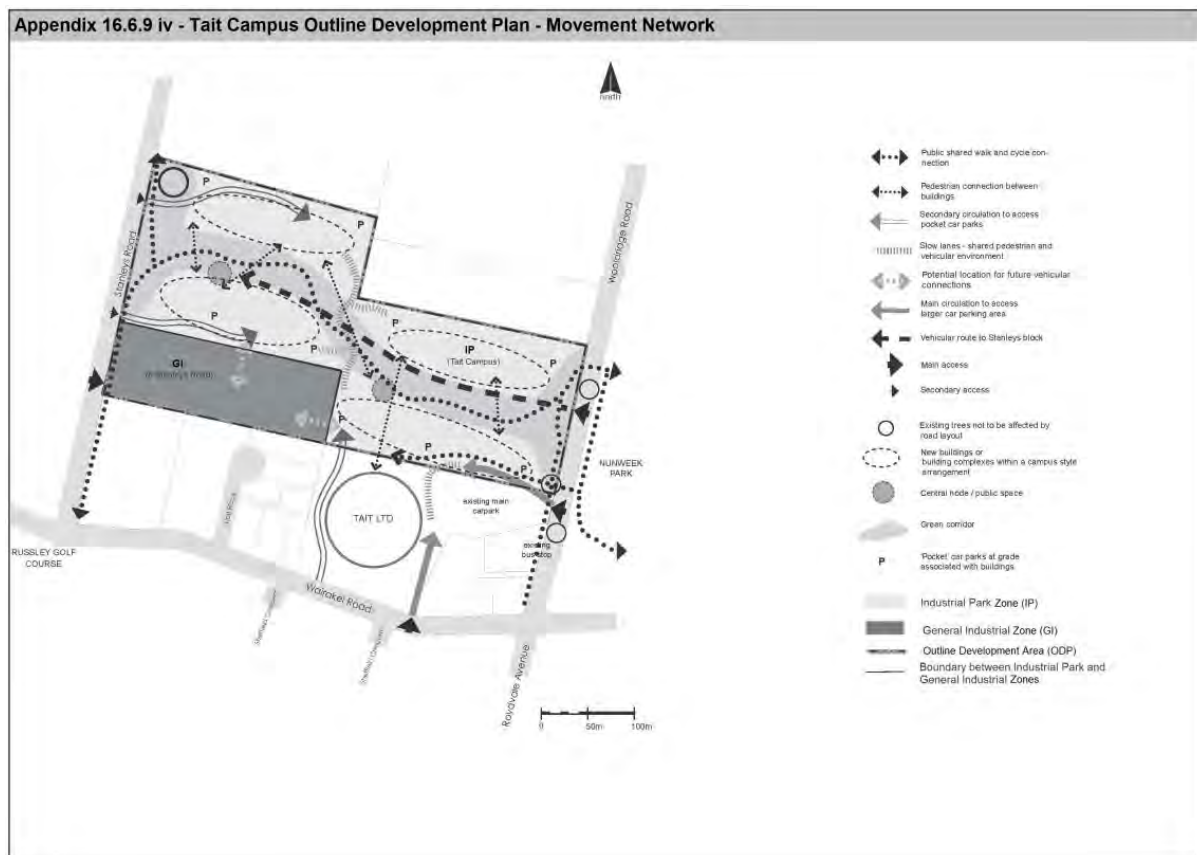 Appendix 16.6.9 iv - Tait Campus Outline Development Plan - Movement Network
north
Stanleys Road
Wooldridge Road
P
P
P
P
P
P
P
P
P
P
P
P
P
IP
(Tait Campus)
GI
NUNWEEK
PARK
existing main
carpark
TAIT LTD
existing
bus stop
RUSSLEY GOLF
COURSE
Wairakei Road
Sheffield Crescent
Sheffield Crescent
Roydvale Avenue
0 50m 100m
Public shared walk and cycle con-
nection
Pedestrian connection between
buildings
Secondary circulation to access
pocket car parks
Slow lanes - shared pedestrian and
vehicular environment
Potential location for future vehicular
connections
Main circulation to access
larger car parking area
Vehicular route to Stanleys block
Main access
Secondary access
Existing trees not to be affected by
road layout
New buildings or
building complexes within a campus style
arrangement
Central node / public space
Green corridor
P
'Pocket' car parks at grade
associated with buildings
Industrial Park Zone (IP)
General Industrial Zone (GI)
Outline Development Area (ODP)
Boundary between Industrial Park and
General Industrial Zones